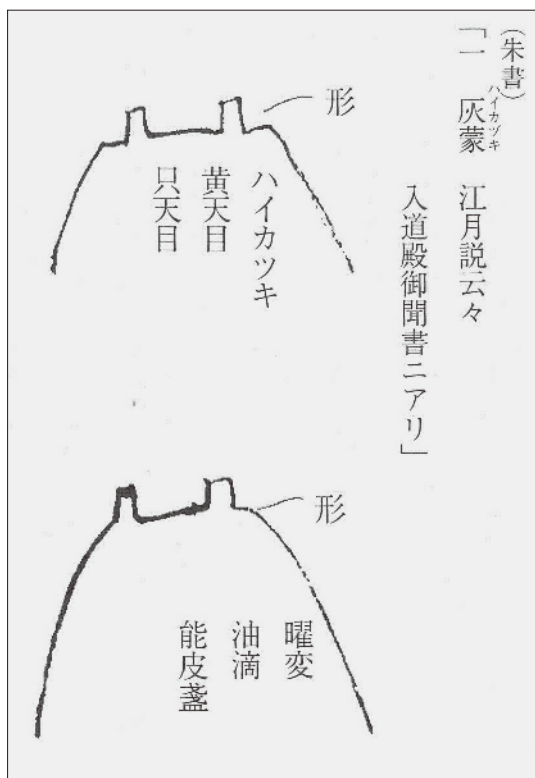 (朱書)
「一 灰蒙 江月説云々
ハイカツキ
入道殿御聞書ニアリ」
形
ハイカツキ
黄天目
只天目
形
曜変
油滴
能皮盞